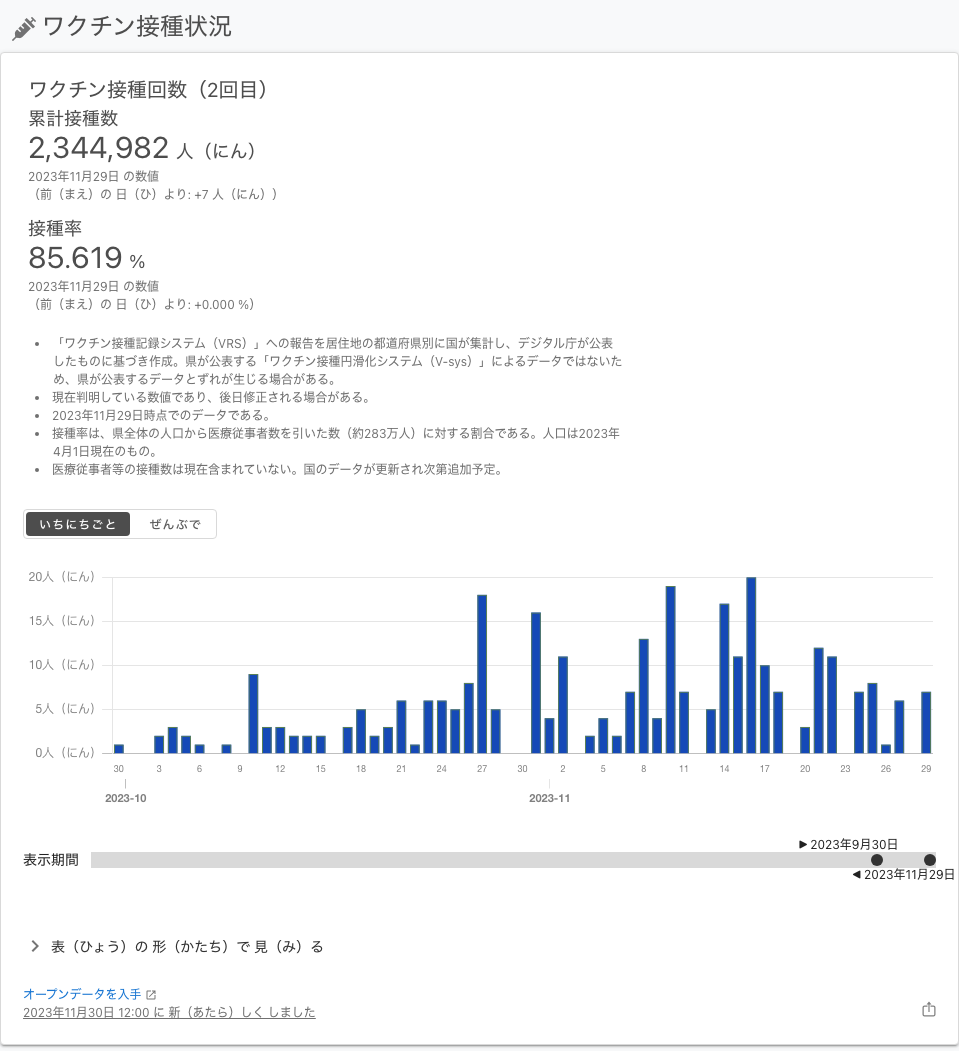 ワクチン接種状況
ワクチン接種回数（2回目）
累計接種数
2,344,982 人（にん）
2023年11月29日 の数値
（前（まえ）の 日（ひ）より: +7 人（にん））
接種率
85.619 %
2023年11月29日 の数値
（前（まえ）の 日（ひ）より: +0.000 %）
• 「ワクチン接種記録システム（VRS）」への報告を居住地の都道府県別に国が集計し、デジタル庁が公表
したものに基づき作成。県が公表する「ワクチン接種円滑化システム（V-sys）」によるデータではないた
め、県が公表するデータとずれが生じる場合がある。
• 現在判明している数値であり、後日修正される場合がある。
• 2023年11月29日時点でのデータである。
• 接種率は、県全体の人口から医療従事者数を引いた数（約283万人）に対する割合である。人口は2023年
4月1日現在のもの。
• 医療従事者等の接種数は現在含まれていない。国のデータが更新され次第追加予定。
いちにちごと ぜんぶで
20人（にん）
15人（にん）
10人（にん）
5人（にん）
0人（にん）
30 3 6 9 12 15 18 21 24 27 30 2 5 8 11 14 17 20 23 26 29
2023-10 2023-11
▶ 2023年9月30日
表示期間
◀ 2023年11月29日
表（ひょう）の 形（かたち）で 見（み）る
オープンデータを入手
2023年11月30日 12:00 に 新（あたら）しく しました